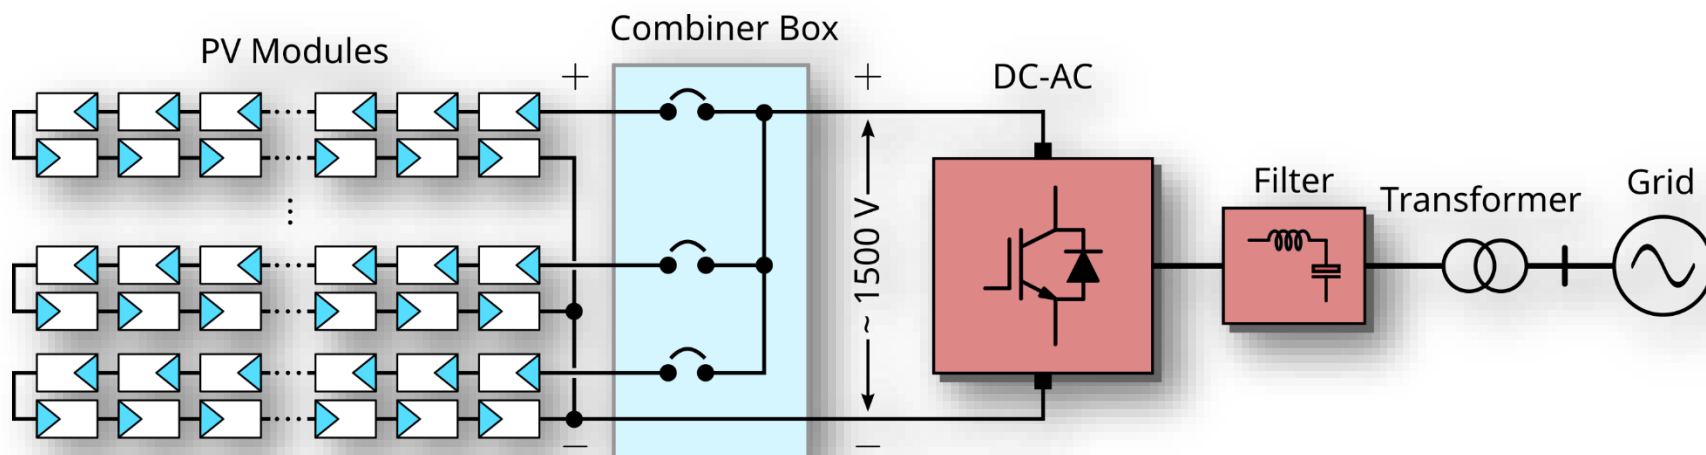 Combiner Box
PV Modules
+
+
DC-AC
~ 1500 V
Filter
Transformer
Grid
−
−